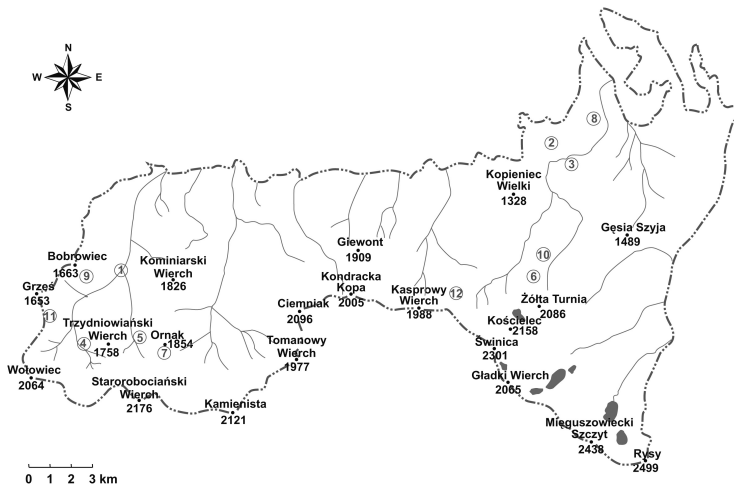 N
W E
S
8
2
3
Kopieniec
Wielki
1328
Gęsia Szyja
1489
Giewont
1909
Bobrowiec
1663
9
1
Kominiarski
Wierch
1826
10
6
Grześ
1653
11
Kondracka
Kopa
2005
Kasprowy
Wierch
1988
12
Żółta Turnia
2086
Ciemniak
2096
Kościelec
2158
Trzydniowiański
Wierch
1758
4
5
Ornak
1854
7
Tomanowy
Wierch
1977
Świnica
2301
Wołowiec
2064
Gładki Wierch
2065
Starorobociański
Wierch
2176
Kamienista
2121
Mięguszowiecki
Szczyt
2438
Rysy
2499
0 1 2 3 km